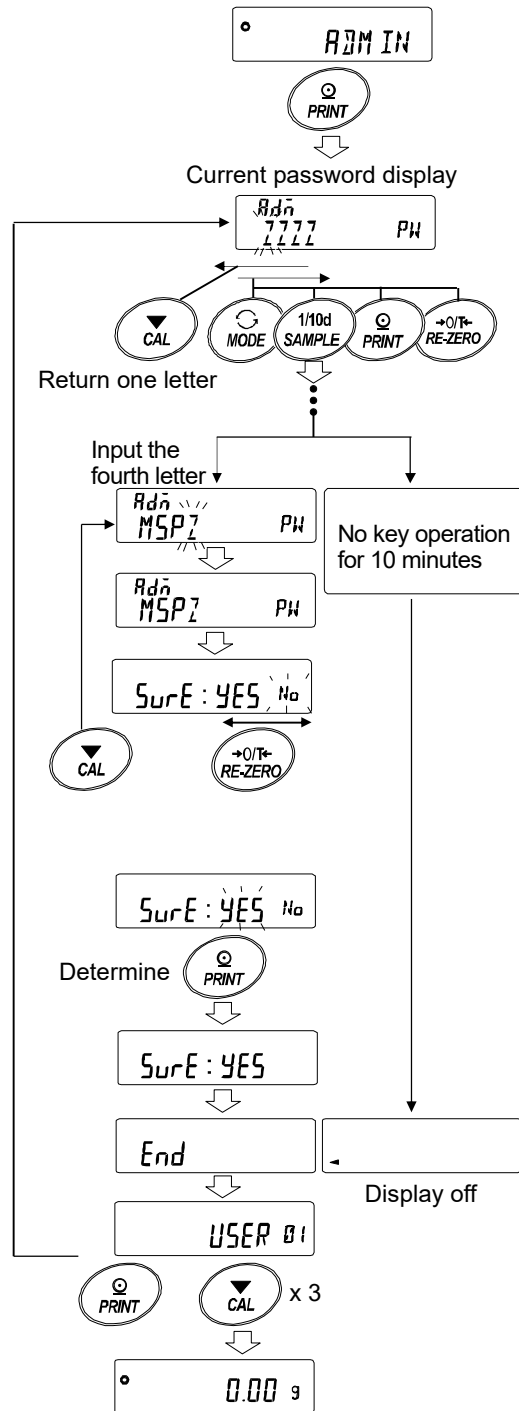 ADMIN
PRINT
Current password display
Adm
ZZZZ PW
CAL
MODE
1/10d
SAMPLE
PRINT
→0/T←
RE-ZERO
Return one letter
Input the
fourth letter
Adm
MSPZ PW
No key operation
for 10 minutes
Adm
MSPZ PW
SurE : YES No
CAL
→0/T←
RE-ZERO
SurE : YES No
Determine
PRINT
SurE : YES
End
Display off
USER 01
PRINT
CAL
x 3
0.00 g